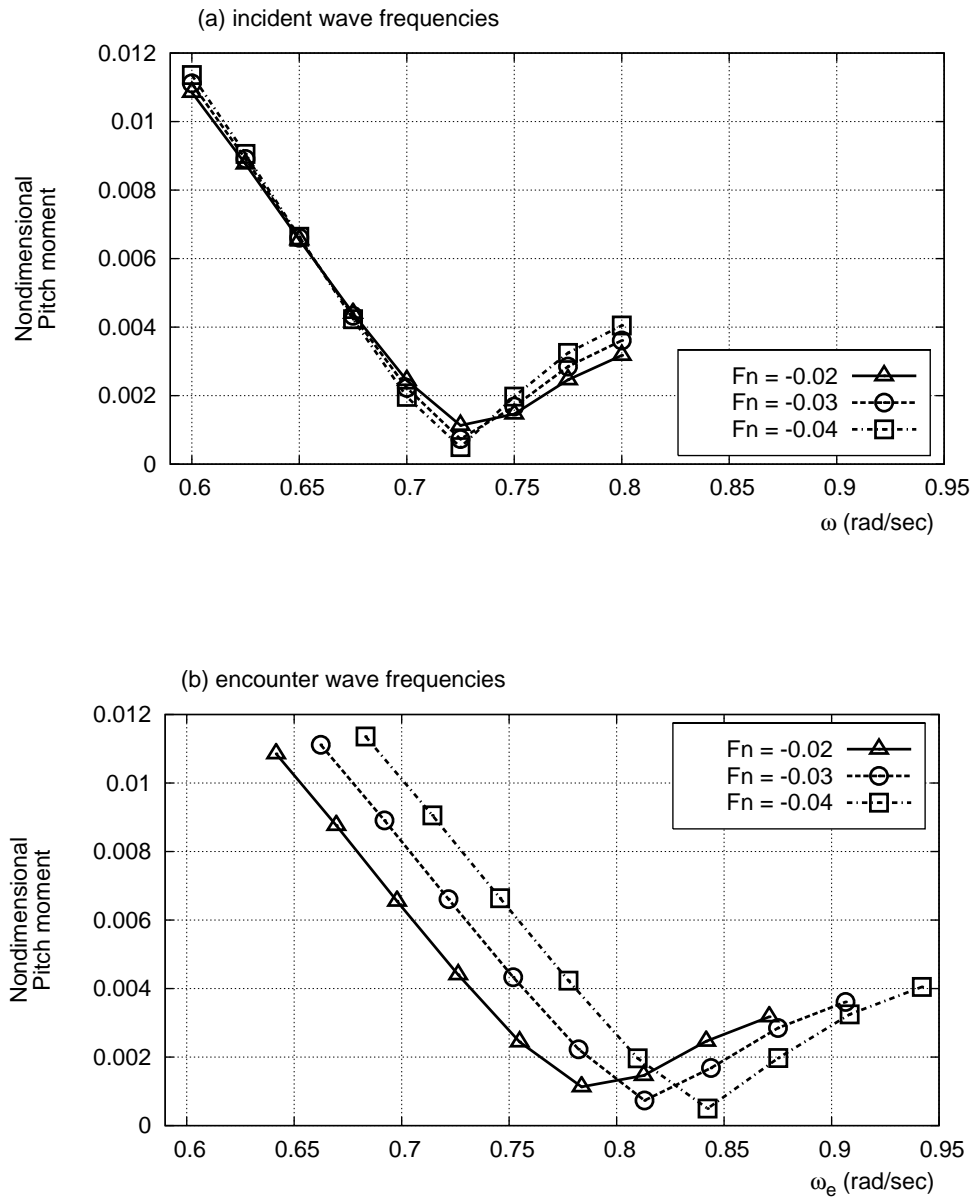 (a) incident wave frequencies
0.012
0.01
0.008
0.006
0.004
0.002
0
Nondimensional
Pitch moment
Fn = -0.02
Fn = -0.03
Fn = -0.04
0.6 0.65 0.7 0.75 0.8 0.85 0.9 0.95
ω (rad/sec)
(b) encounter wave frequencies
0.012
0.01
0.008
0.006
0.004
0.002
0
Nondimensional
Pitch moment
Fn = -0.02
Fn = -0.03
Fn = -0.04
0.6 0.65 0.7 0.75 0.8 0.85 0.9 0.95
ωe (rad/sec)